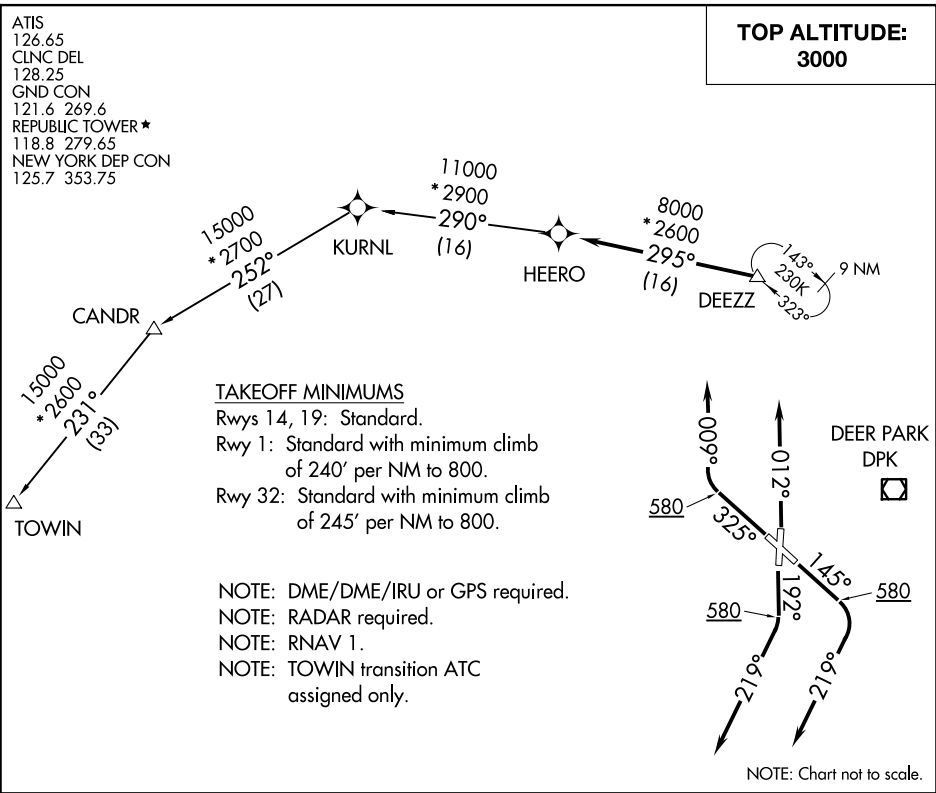 ATIS
126.65
CLNC DEL
128.25
GND CON
121.6 269.6
REPUBLIC TOWER★
118.8 279.65
NEW YORK DEP CON
125.7 353.75
TOP ALTITUDE:
3000
11000
*2900
290°
(16)
8000
*2600
295°
(16)
143°
230K
323°
9 NM
15000
*2700
252°
(27)
KURNL
HEERO
DEEZZ
CANDR
15000
*2600
231°
(33)
TOWIN
TAKEOFF MINIMUMS
Rwys 14, 19: Standard.
Rwy 1: Standard with minimum climb
of 240' per NM to 800.
Rwy 32: Standard with minimum climb
of 245' per NM to 800.
NOTE: DME/DME/IRU or GPS required.
NOTE: RADAR required.
NOTE: RNAV 1.
NOTE: TOWIN transition ATC
assigned only.
009°
012°
DEER PARK
DPK
580
325°
145°
580
192°
580
219°
219°
NOTE: Chart not to scale.